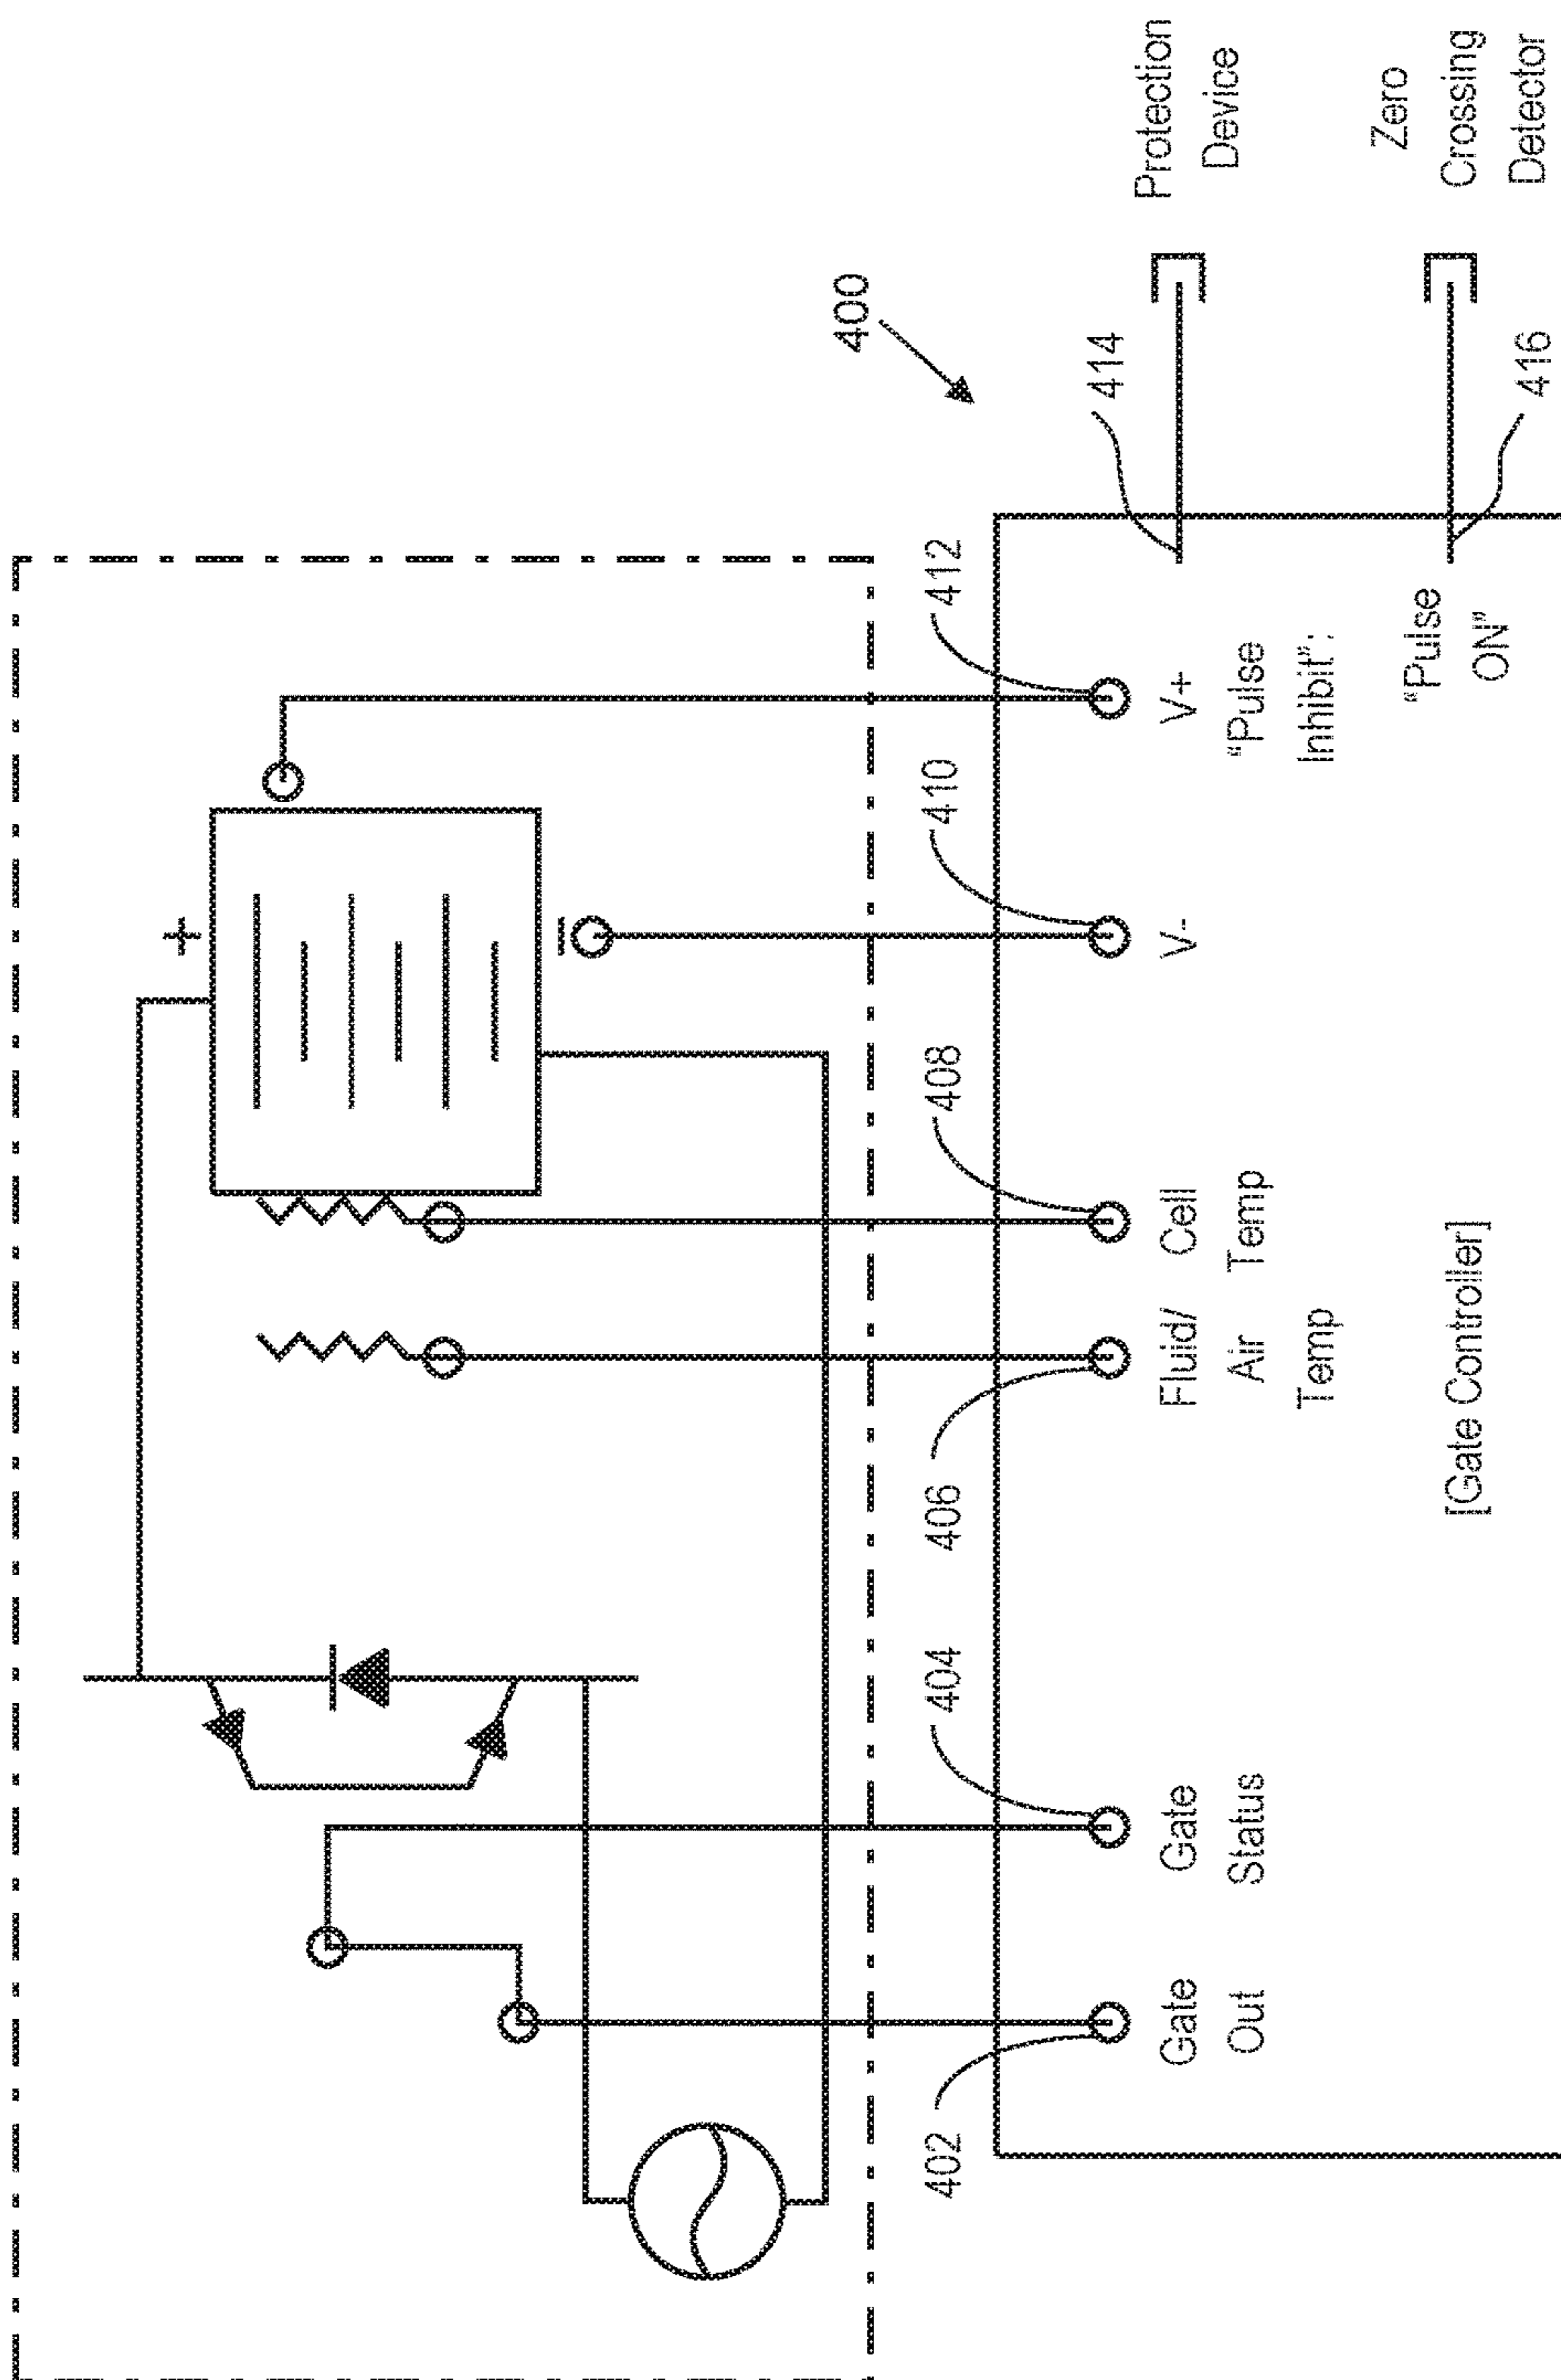 400
+
–
402
404
406
408
410
412
Gate
Out
Gate
Status
Fluid/
Air
Temp
Cell
Temp
V-
V+
"Pulse
Inhibit":
414
Protection
Device
"Pulse
ON"
416
Zero
Crossing
Detector
[Gate Controller]